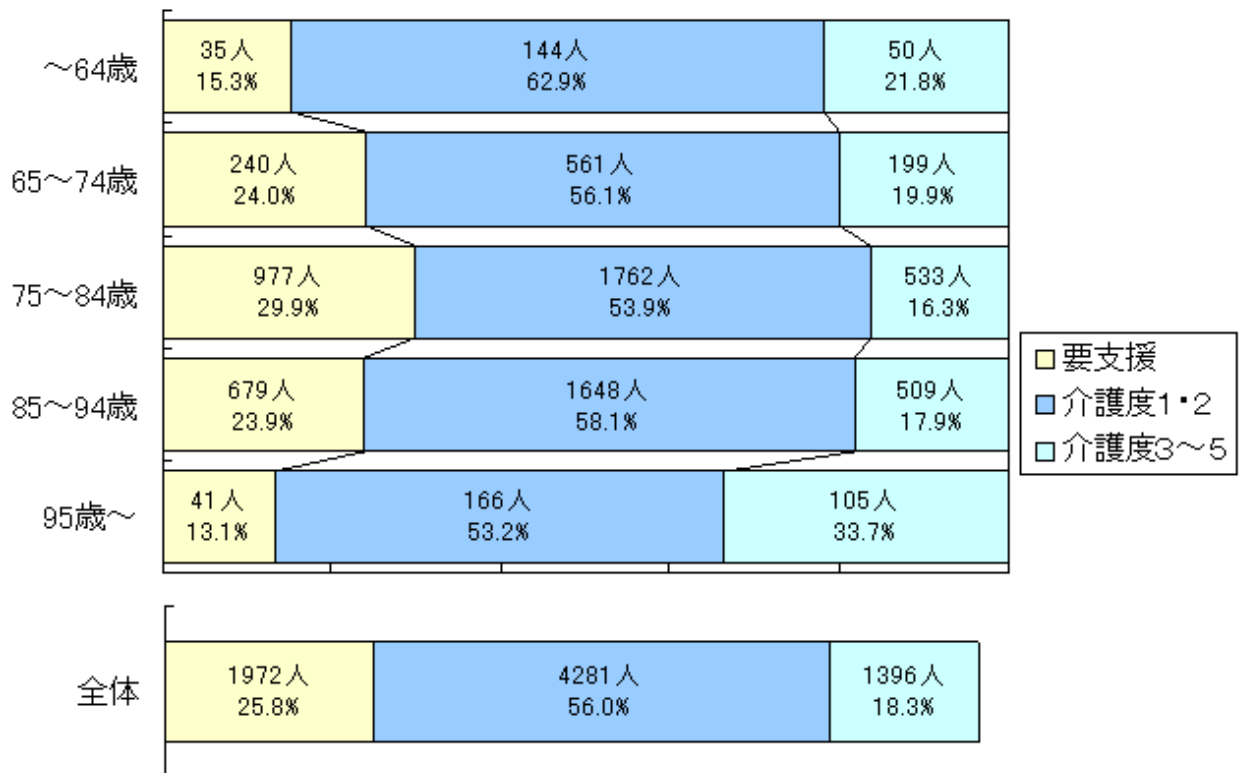 ～64歳
35人
15.3%
144人
62.9%
50人
21.8%
65～74歳
240人
24.0%
561人
56.1%
199人
19.9%
75～84歳
977人
29.9%
1762人
53.9%
533人
16.3%
85～94歳
679人
23.9%
1648人
58.1%
509人
17.9%
95歳～
41人
13.1%
166人
53.2%
105人
33.7%
要支援
介護度1・2
介護度3～5
全体
1972人
25.8%
4281人
56.0%
1396人
18.3%